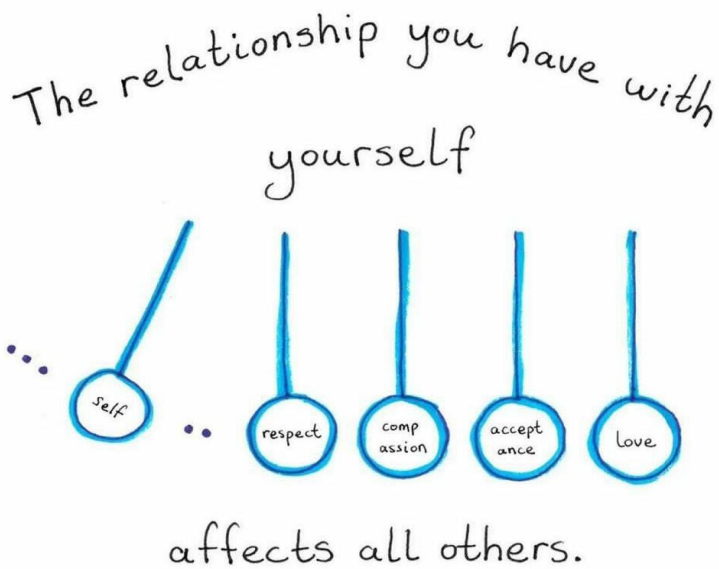 The relationship you have with
yourself
self
respect
comp
assion
accept
ance
love
affects all others.